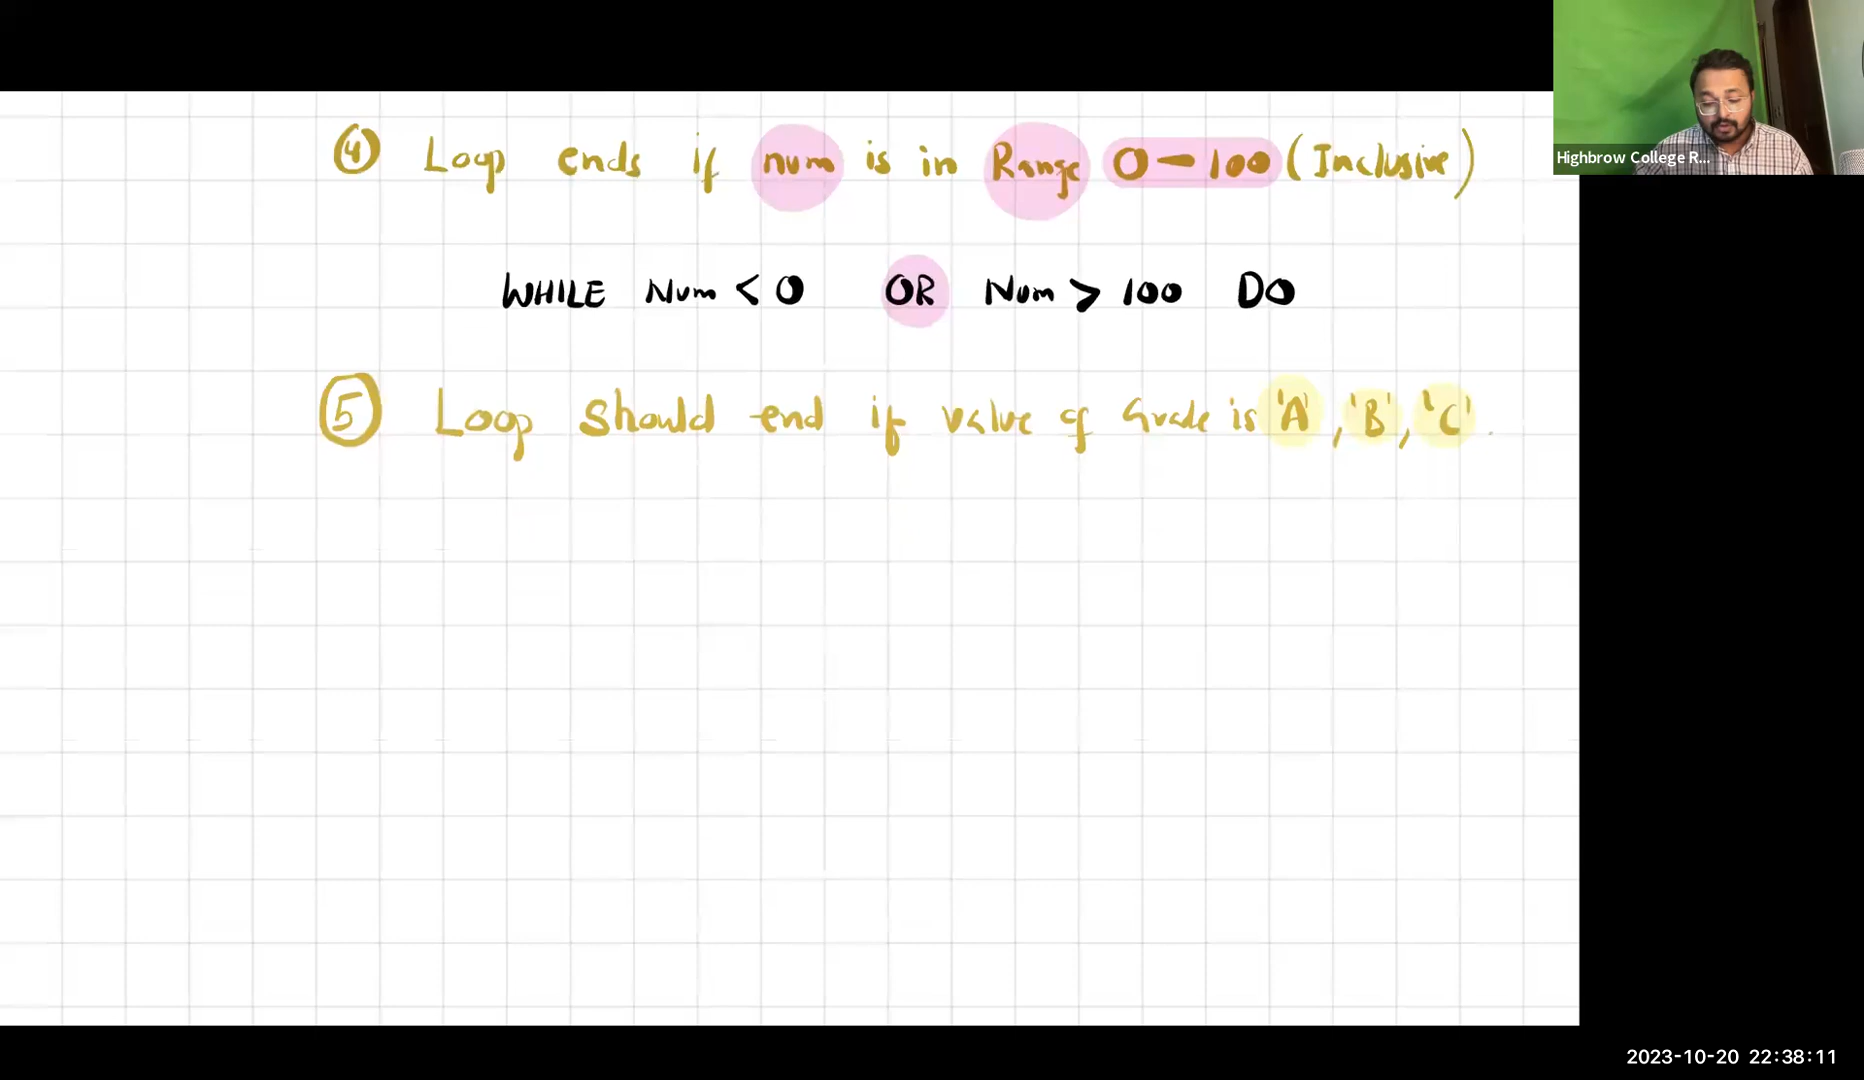 Highbrow College R...
④ Loop ends if num is in Range 0 – 100 (Inclusive)
WHILE Num < 0 OR Num > 100 DO
⑤ Loop should end if value of Grade is 'A', 'B', 'C'.
2023-10-20 22:38:11